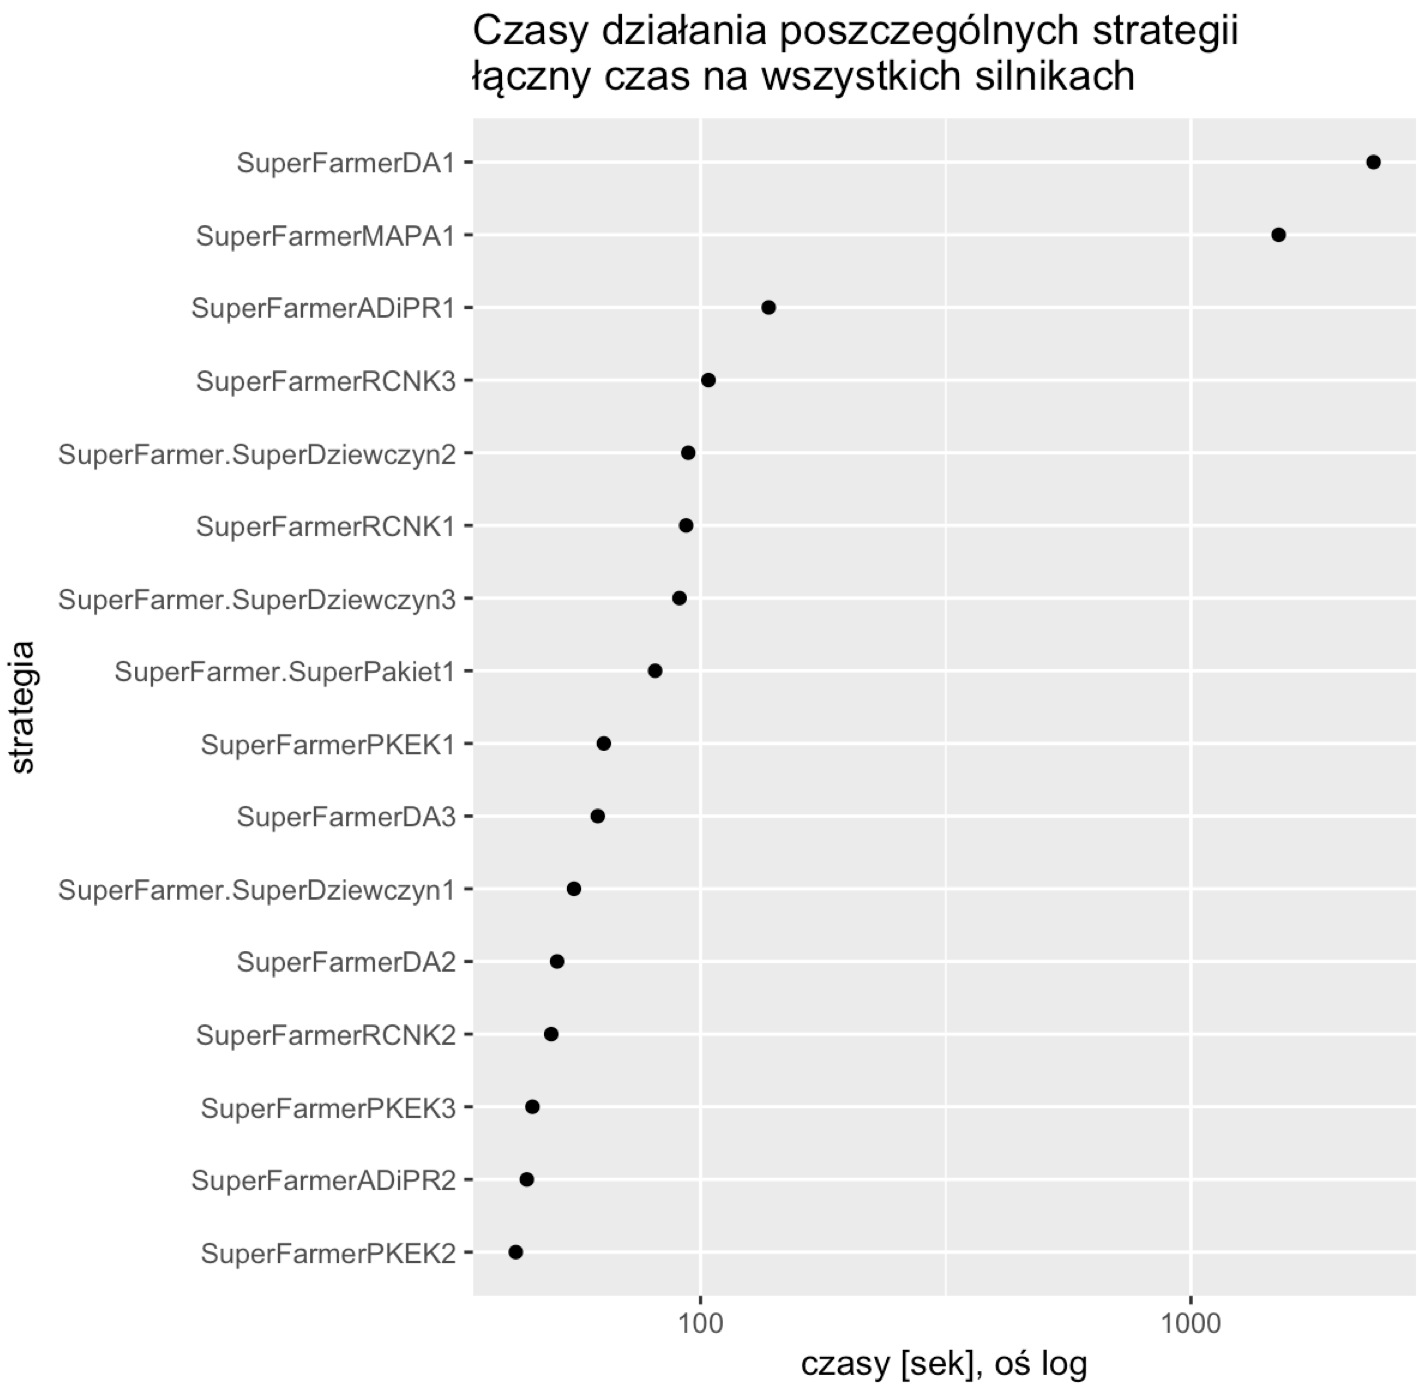 Czasy działania poszczególnych strategii
łączny czas na wszystkich silnikach
strategia
SuperFarmerDA1
SuperFarmerMAPA1
SuperFarmerADiPR1
SuperFarmerRCNK3
SuperFarmer.SuperDziewczyn2
SuperFarmerRCNK1
SuperFarmer.SuperDziewczyn3
SuperFarmer.SuperPakiet1
SuperFarmerPKEK1
SuperFarmerDA3
SuperFarmer.SuperDziewczyn1
SuperFarmerDA2
SuperFarmerRCNK2
SuperFarmerPKEK3
SuperFarmerADiPR2
SuperFarmerPKEK2
100 1000
czasy [sek], oś log